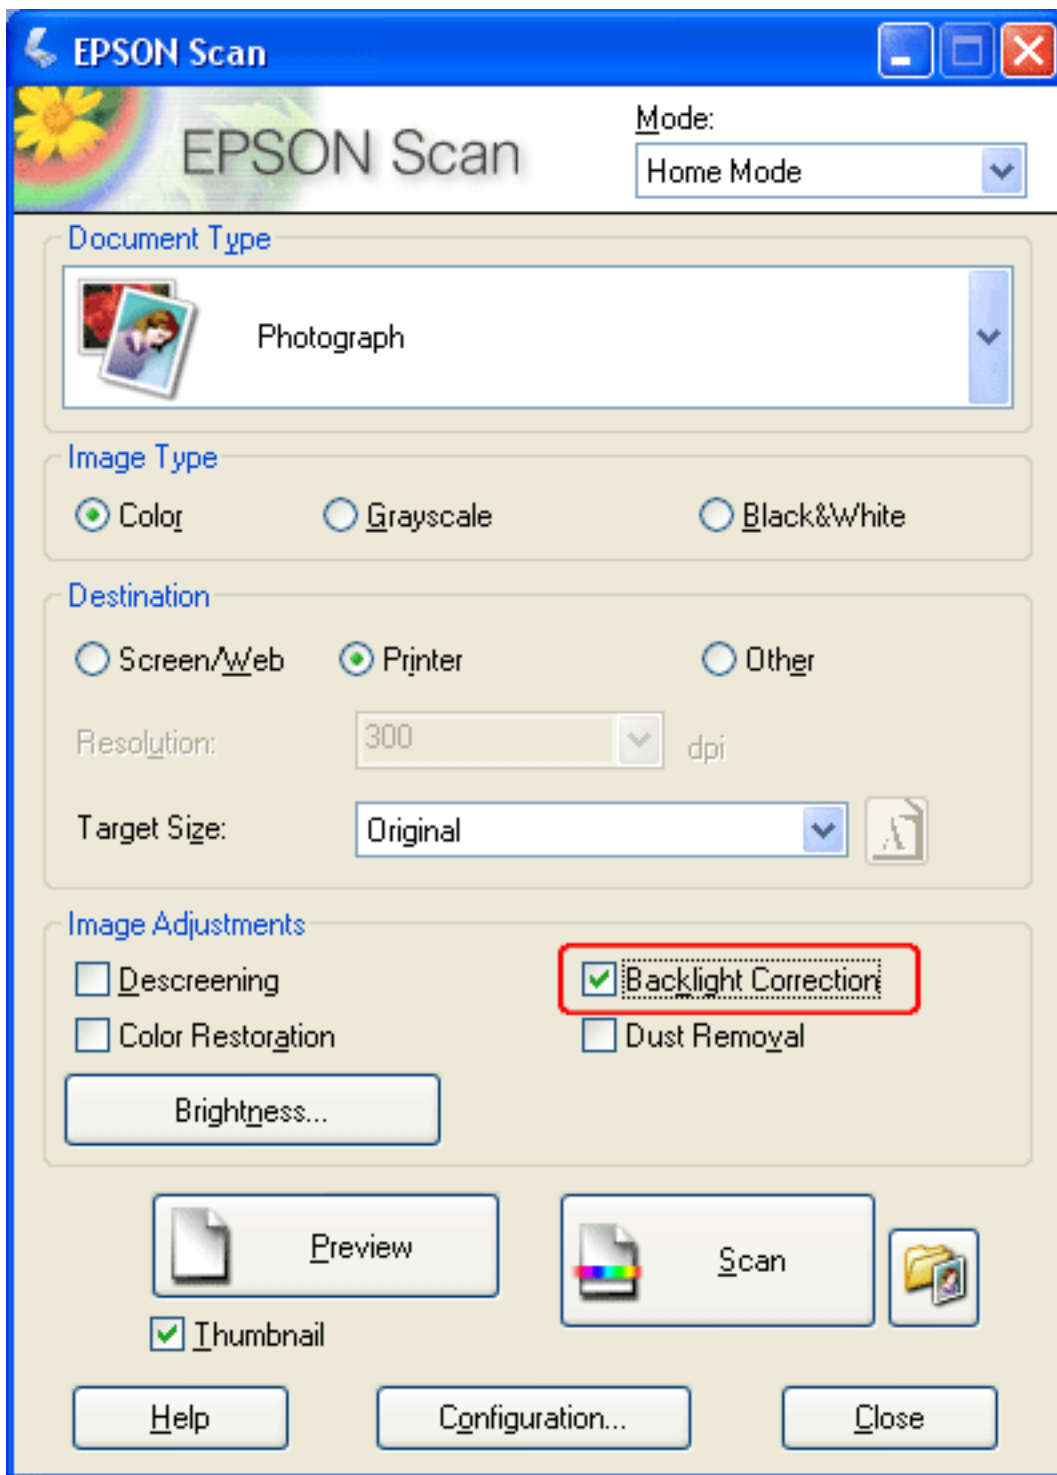 EPSON Scan
EPSON Scan
Mode:
Home Mode
Document Type
Photograph
Image Type
Color Grayscale Black&White
Destination
Screen/Web Printer Other
Resolution: 300 dpi
Target Size: Original
Image Adjustments
Descreening Backlight Correction
Color Restoration Dust Removal
Brightness...
Preview Scan
Thumbnail
Help Configuration... Close